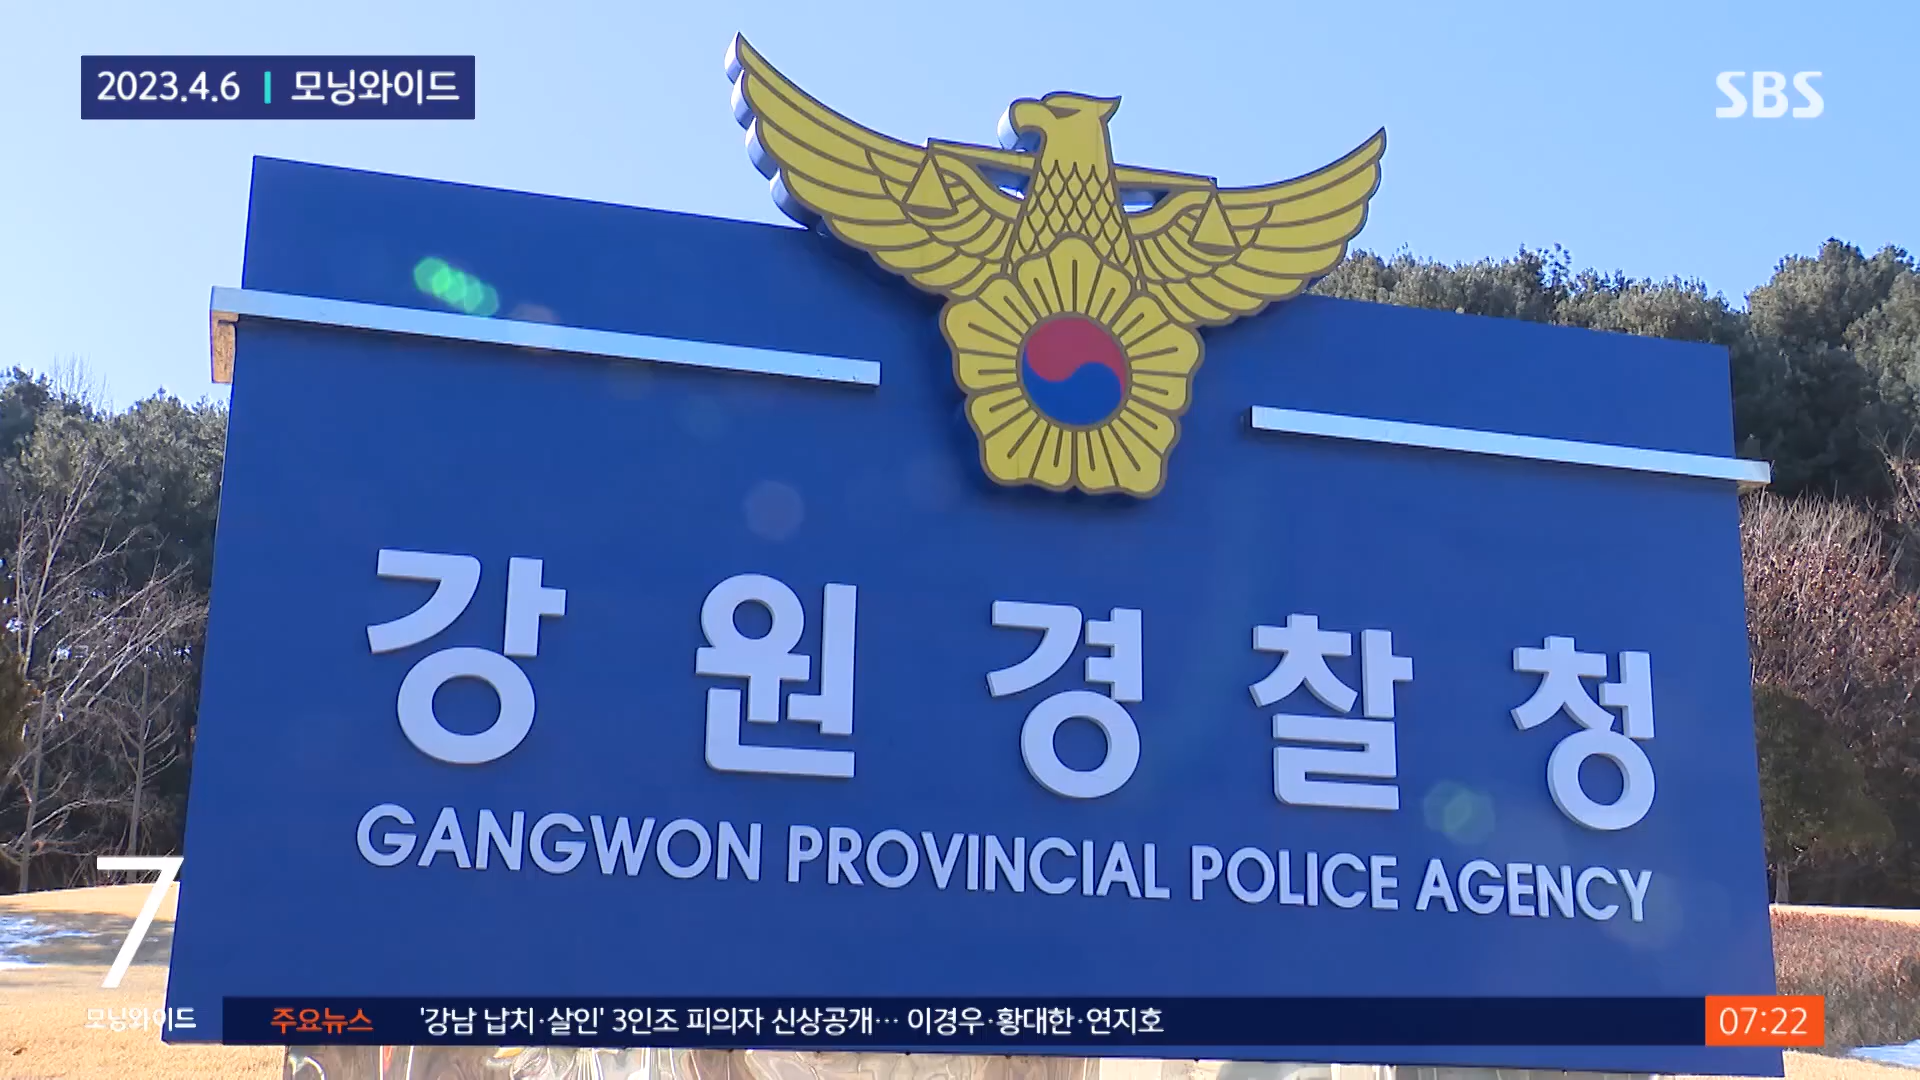 2023.4.6 | 모닝와이드
SBS
강원경찰청
GANGWON PROVINCIAL POLICE AGENCY
7
모닝와이드
주요뉴스 '강남 납치·살인' 3인조 피의자 신상공개… 이경우·황대한·연지호
07:22